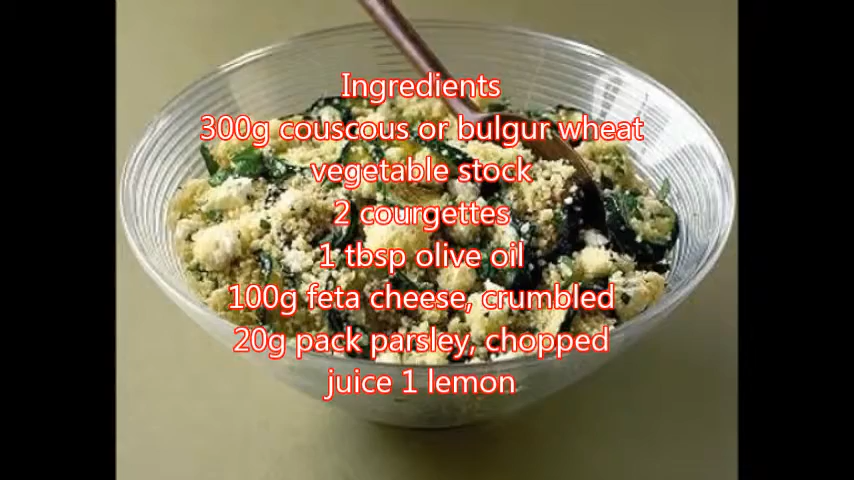 Ingredients
300g couscous or bulgur wheat
vegetable stock
2 courgettes
1 tbsp olive oil
100g feta cheese, crumbled
20g pack parsley, chopped
juice 1 lemon